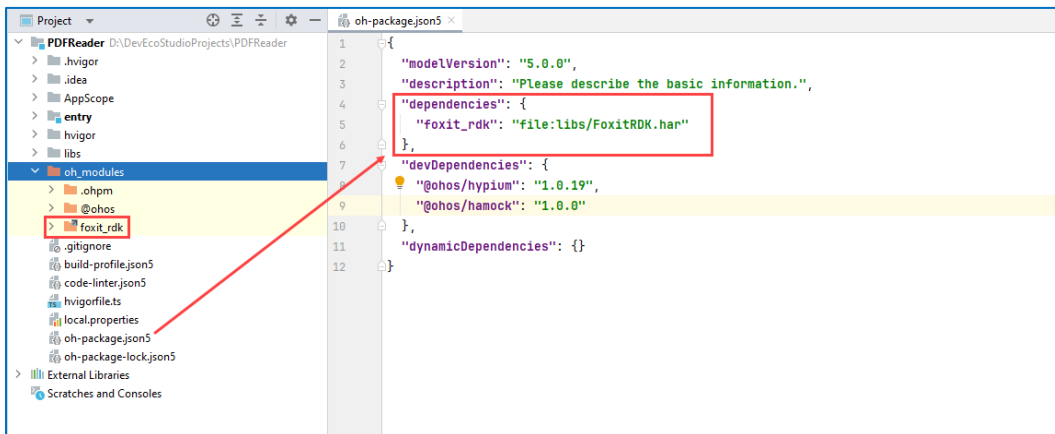 Project
oh-package.json5
PDFReader D:\DevEcoStudioProjects\PDFReader
.hvigor
.idea
AppScope
entry
hvigor
libs
oh_modules
.ohpm
@ohos
foxit_rdk
.gitignore
build-profile.json5
code-linter.json5
hvigorfile.ts
local.properties
oh-package.json5
oh-package-lock.json5
External Libraries
Scratches and Consoles
1 {
2 "modelVersion": "5.0.0",
3 "description": "Please describe the basic information.",
4 "dependencies": {
5 "foxit_rdk": "file:libs/FoxitRDK.har"
6 },
7 "devDependencies": {
8 "@ohos/hypium": "1.0.19",
9 "@ohos/hamock": "1.0.0"
10 },
11 "dynamicDependencies": {}
12 }